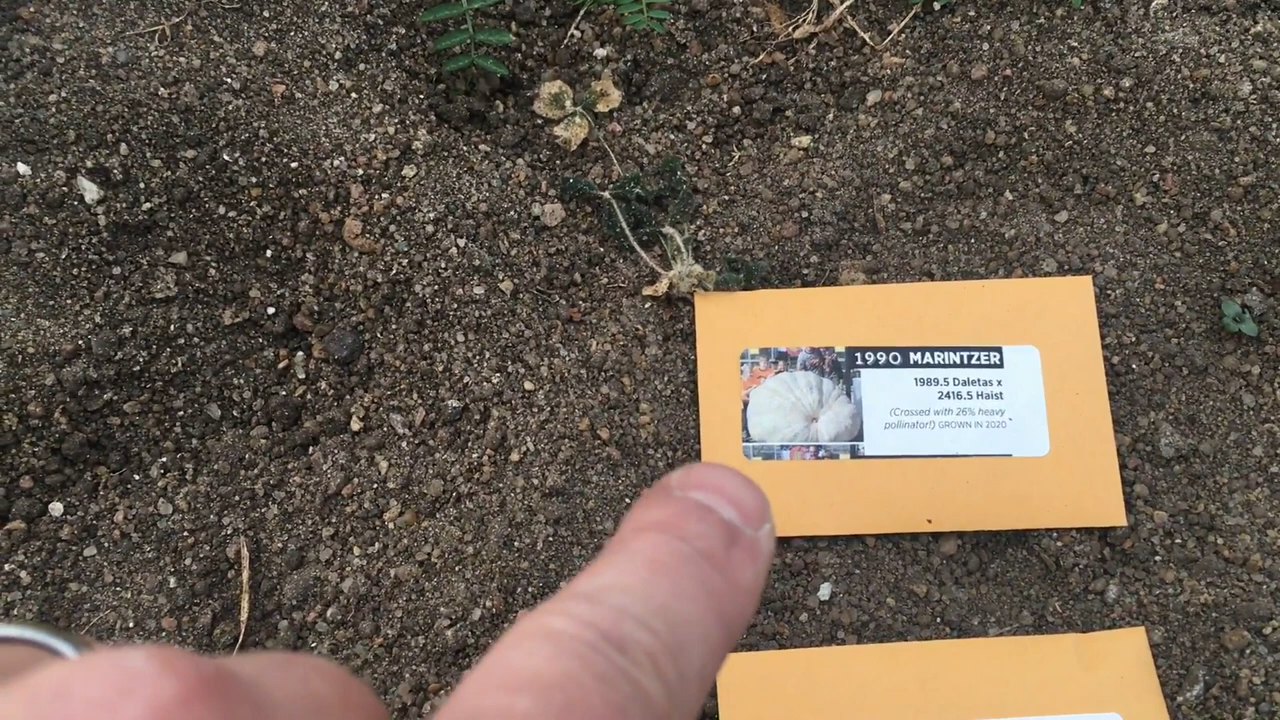 1990 MARINTZER
1989.5 Daletas x
2416.5 Haist
(Crossed with 26% heavy
pollinator!) GROWN IN 2020